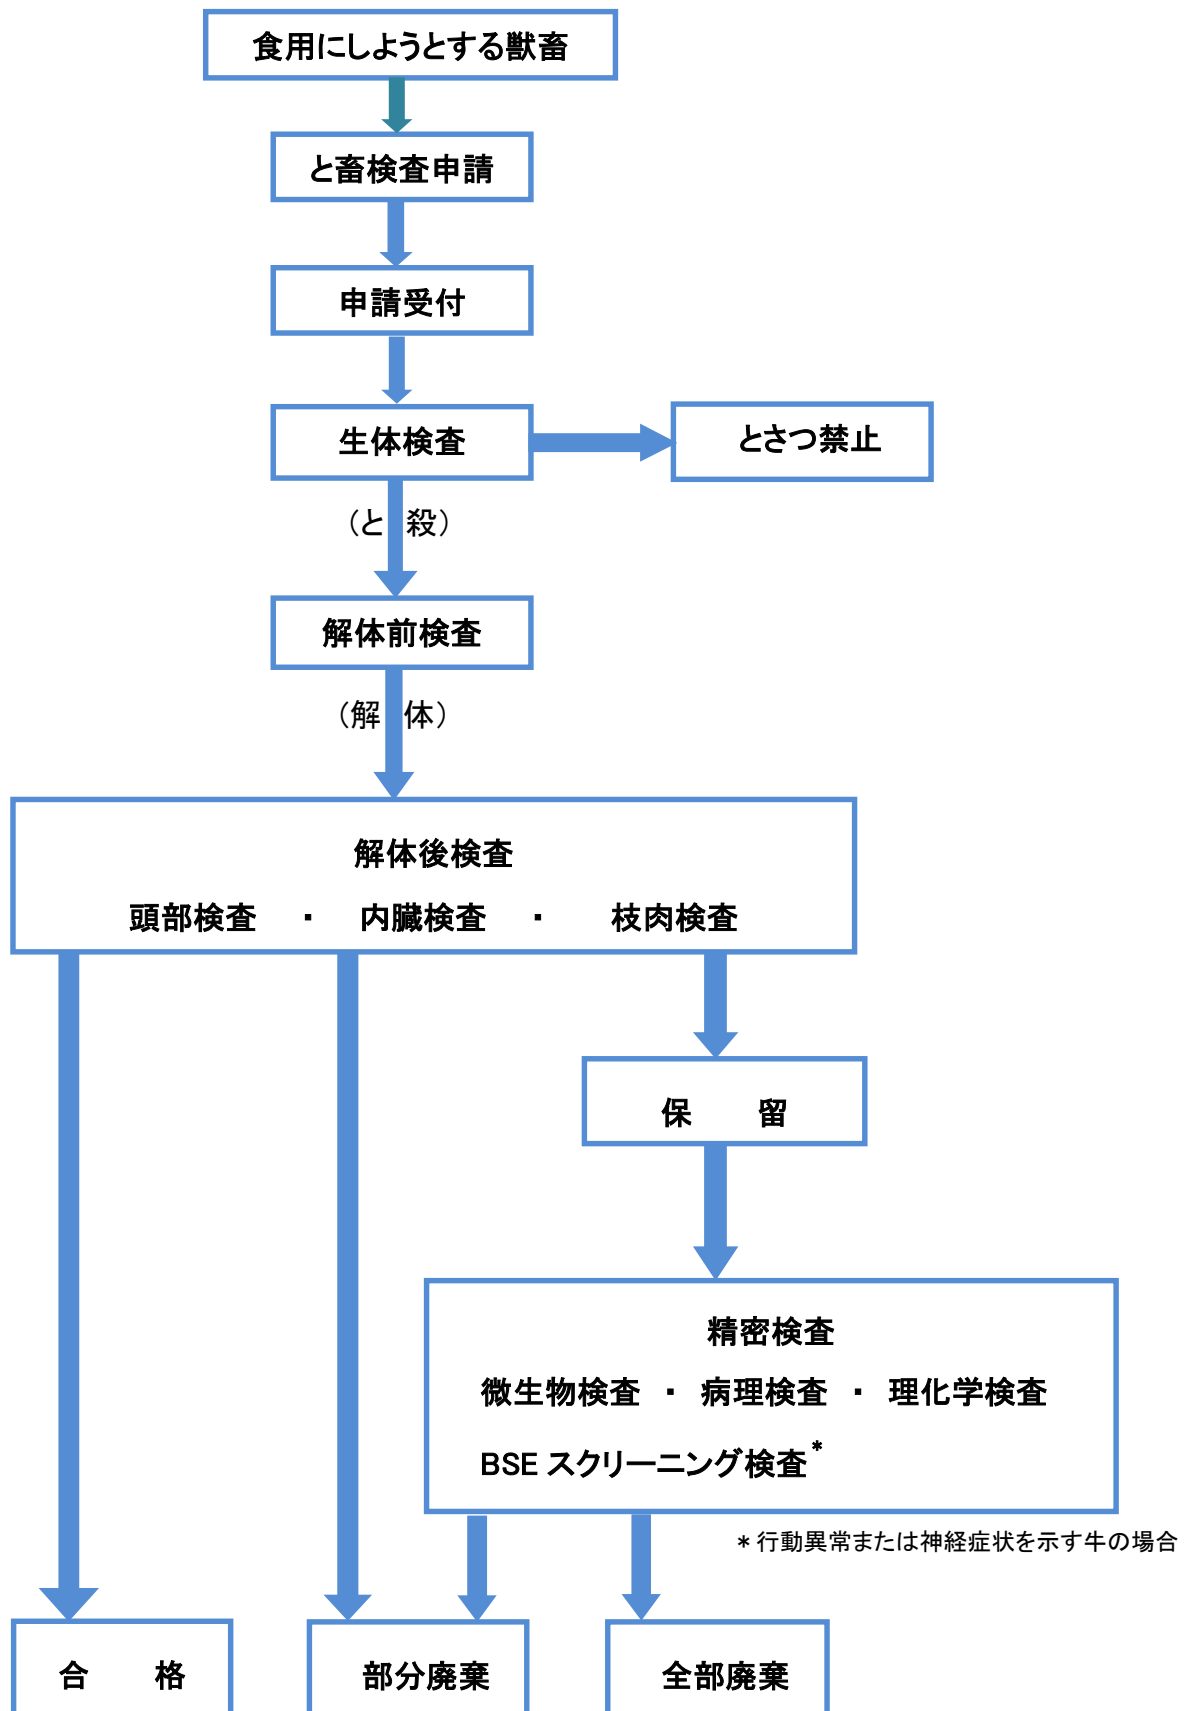 食用にしようとする獣畜
と畜検査申請
申請受付
生体検査
とさつ禁止
（と 殺）
解体前検査
（解 体）
解体後検査
頭部検査 ・ 内臓検査 ・ 枝肉検査
保 留
精密検査
微生物検査 ・ 病理検査 ・ 理化学検査
BSE スクリーニング検査*
＊行動異常または神経症状を示す牛の場合
合 格
部分廃棄
全部廃棄